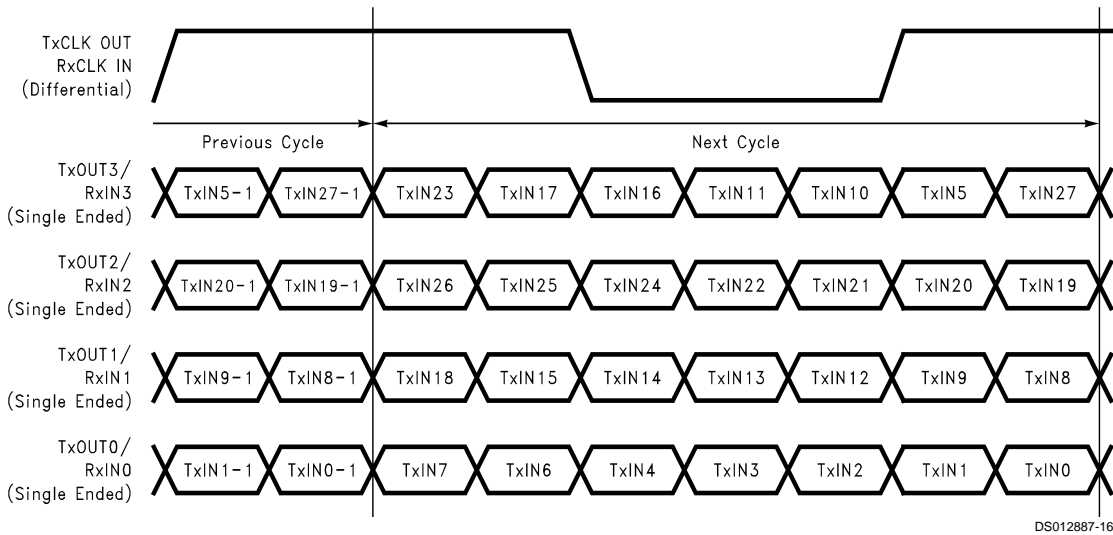 TxCLK OUT
RxCLK IN
(Differential)
Previous Cycle
Next Cycle
TxOUT3/
RxIN3
(Single Ended)
TxIN5-1 TxIN27-1 TxIN23 TxIN17 TxIN16 TxIN11 TxIN10 TxIN5 TxIN27
TxOUT2/
RxIN2
(Single Ended)
TxIN20-1 TxIN19-1 TxIN26 TxIN25 TxIN24 TxIN22 TxIN21 TxIN20 TxIN19
TxOUT1/
RxIN1
(Single Ended)
TxIN9-1 TxIN8-1 TxIN18 TxIN15 TxIN14 TxIN13 TxIN12 TxIN9 TxIN8
TxOUT0/
RxIN0
(Single Ended)
TxIN1-1 TxIN0-1 TxIN7 TxIN6 TxIN4 TxIN3 TxIN2 TxIN1 TxIN0
DS012887-16